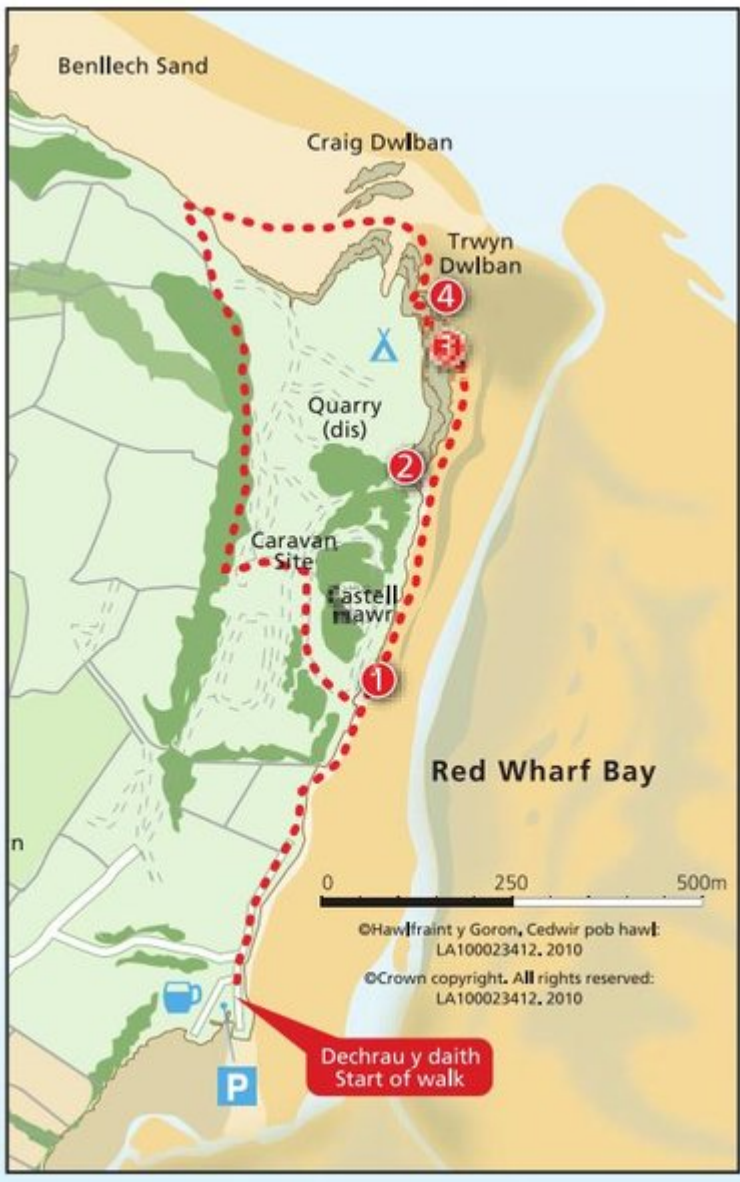 Benllech Sand
Craig Dwlban
Trwyn
Dwlban
4
3
Quarry
(dis)
2
Caravan
Site
1
Red Wharf Bay
n
0 250 500m
©Hawlfraint y Goron, Cedwir pob hawl:
LA100023412, 2010
©Crown copyright. All rights reserved:
LA100023412, 2010
Dechrau y daith
Start of walk
P